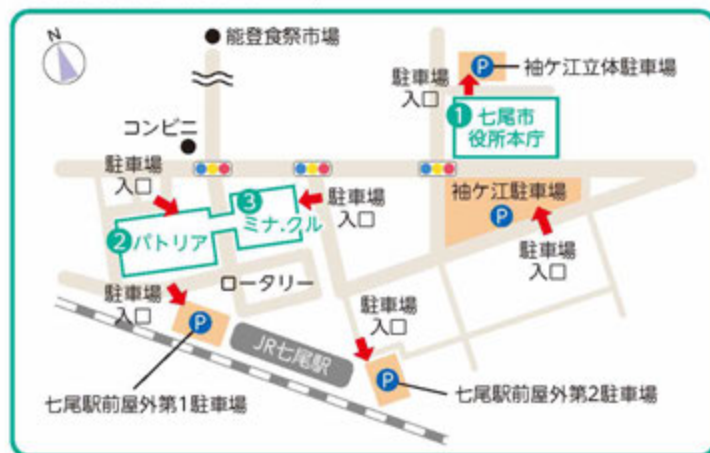 N
能登食祭市場
駐車場
入口
P
袖ケ江立体駐車場
1 七尾市
役所本庁
コンビニ
駐車場
入口
3
ミナ.クル
駐車場
入口
袖ケ江駐車場
P
駐車場
入口
2 パトリア
駐車場
入口
ロータリー
駐車場
入口
P
JR七尾駅
P
七尾駅前屋外第1駐車場
七尾駅前屋外第2駐車場